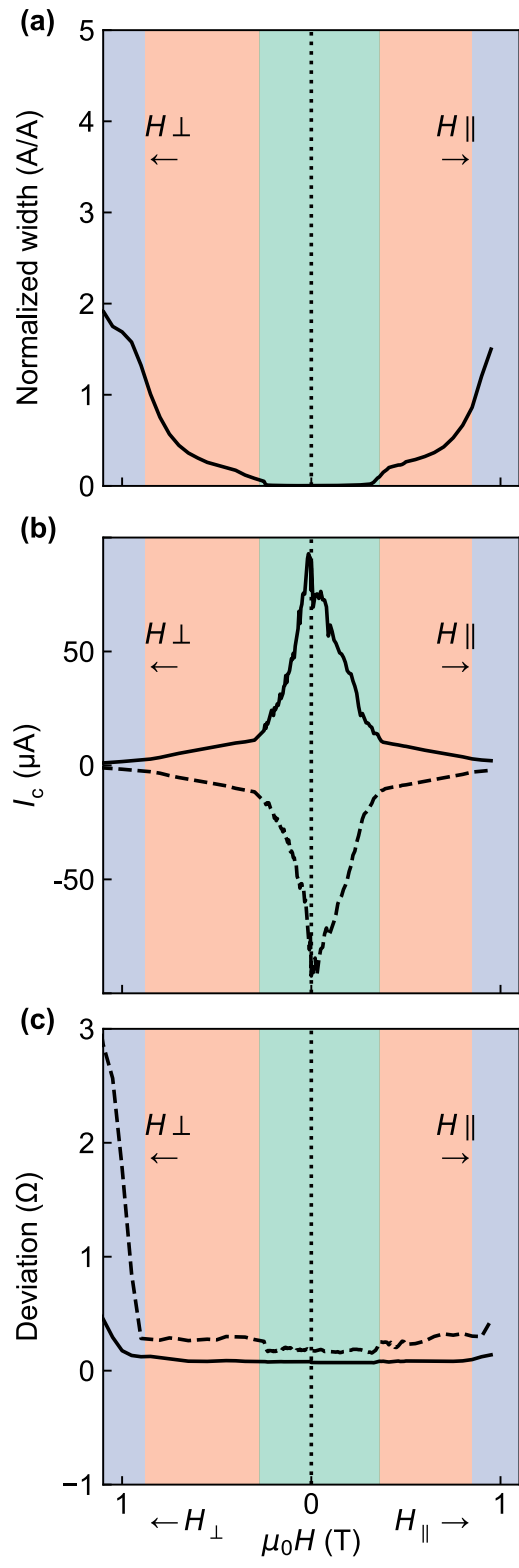 (a)
Normalized width (A/A)
5
4
3
2
1
0
H⊥
←
H∥
→
(b)
I_c (μA)
50
0
-50
H⊥
←
H∥
→
(c)
Deviation (Ω)
3
2
1
0
−1
H⊥
←
H∥
→
1 0 1
←H_⊥ μ₀H (T) H_∥→